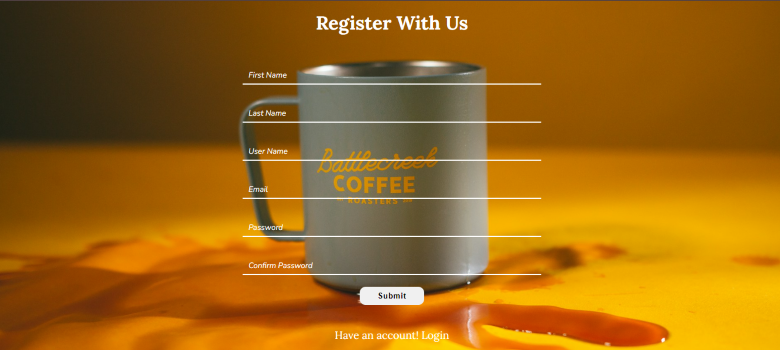 Register With Us
First Name
Last Name
User Name
Battlecreek
COFFEE
ROASTERS
Email
Password
Confirm Password
Submit
Have an account! Login